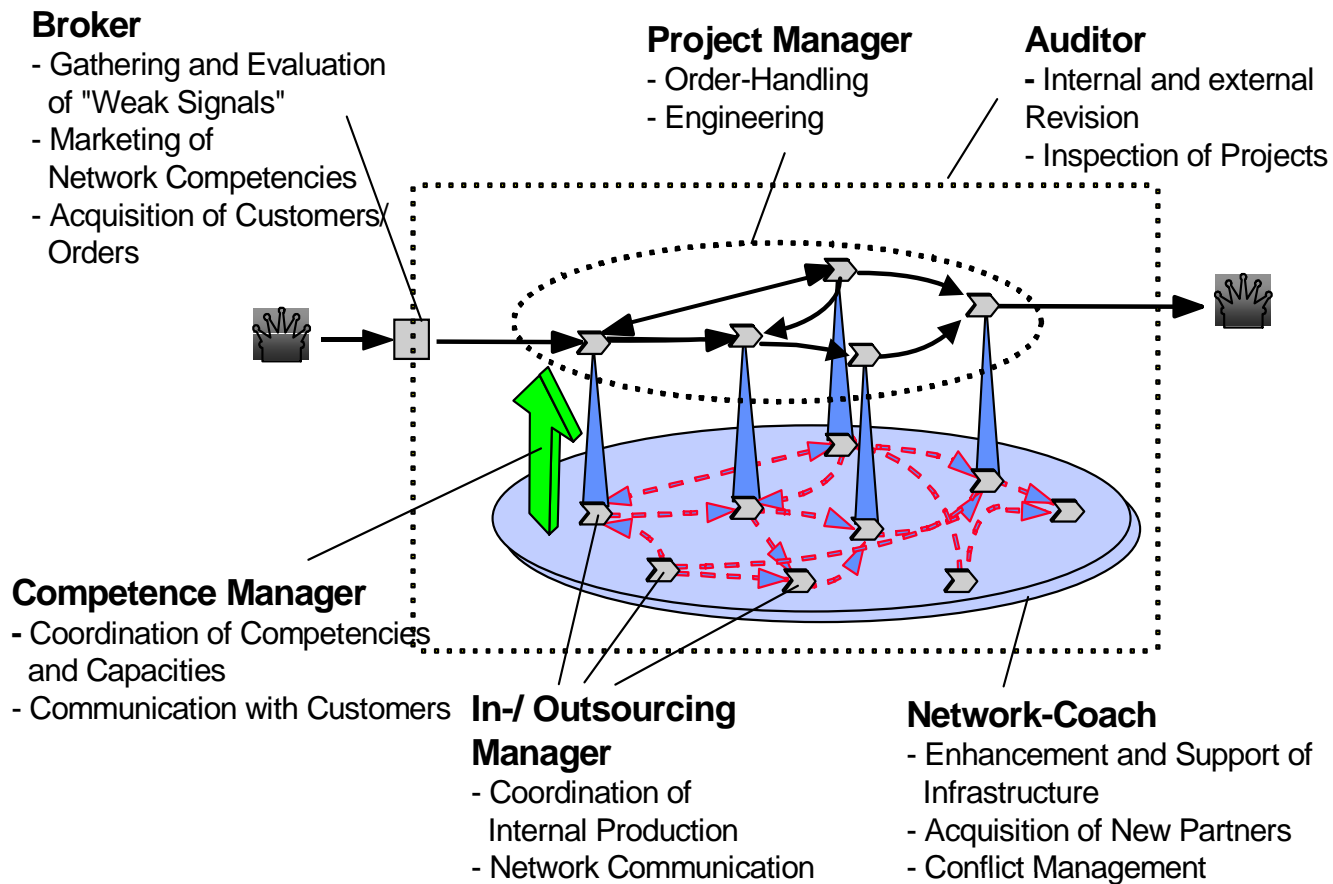 Broker
- Gathering and Evaluation
of "Weak Signals"
- Marketing of
Network Competencies
- Acquisition of Customers/
Orders
Project Manager
- Order-Handling
- Engineering
Auditor
- Internal and external
Revision
- Inspection of Projects
Competence Manager
- Coordination of Competencies
and Capacities
- Communication with Customers
In-/ Outsourcing
Manager
- Coordination of
Internal Production
- Network Communication
Network-Coach
- Enhancement and Support of
Infrastructure
- Acquisition of New Partners
- Conflict Management